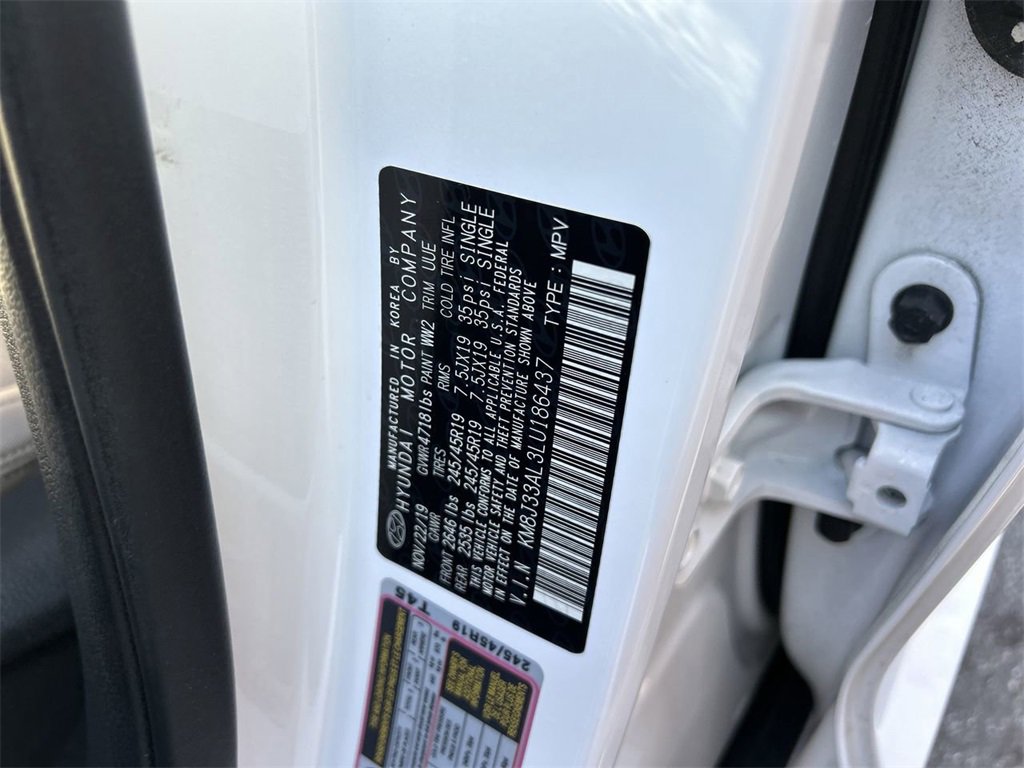 MANUFACTURED IN KOREA BY
HYUNDAI MOTOR COMPANY
NOV/22/19 GVWR 4718lbs PAINT WW2 TRIM UUE
GAWR TIRES RIMS COLD TIRE INFL
FRONT 2646 lbs 245/45R19 7.5JX19 35psi SINGLE
REAR 2535 lbs 245/45R19 7.5JX19 35psi SINGLE
THIS VEHICLE CONFORMS TO ALL APPLICABLE U.S.A. FEDERAL
MOTOR VEHICLE SAFETY AND THEFT PREVENTION STANDARDS
IN EFFECT ON THE DATE OF MANUFACTURE SHOWN ABOVE
V.I.N KM8J33AL3LU186437 TYPE : MPV
T45
245/45R19